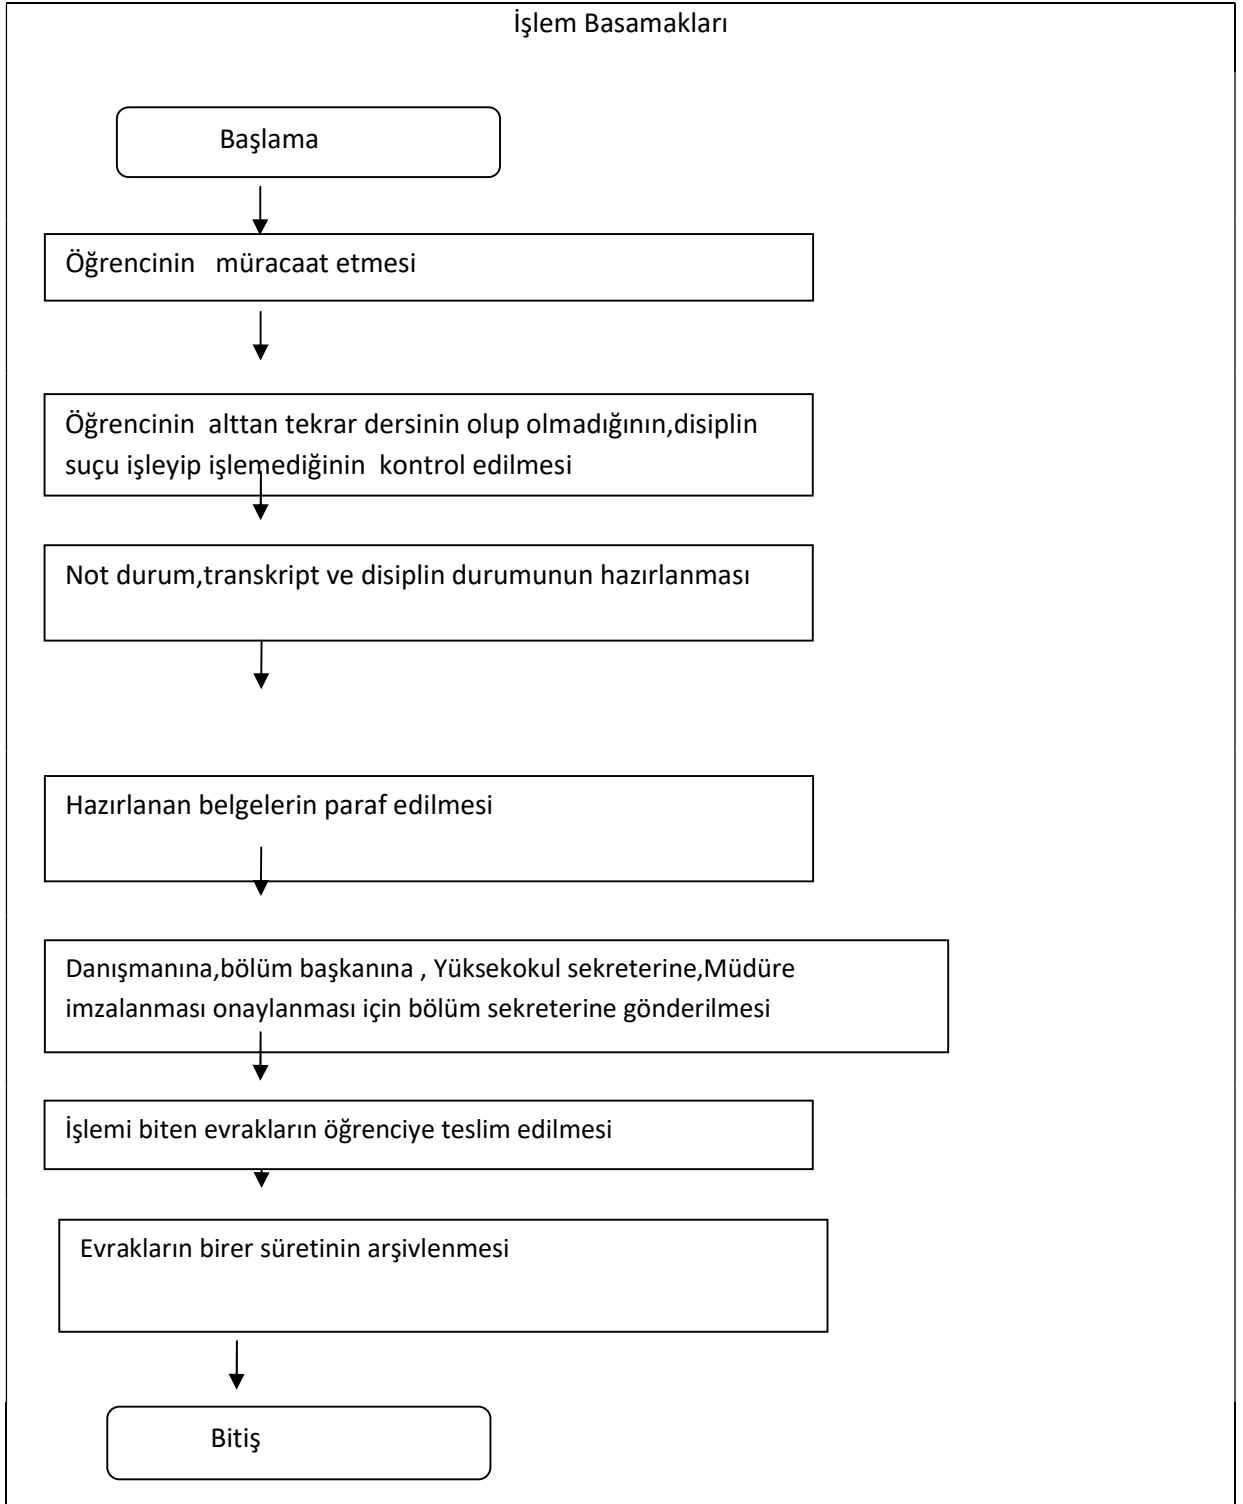 İşlem Basamakları
Başlama
Öğrencinin   müracaat etmesi
Öğrencinin  alttan tekrar dersinin olup olmadığının,disiplin
suçu işleyip işlemediğinin  kontrol edilmesi
Not durum,transkript ve disiplin durumunun hazırlanması
Hazırlanan belgelerin paraf edilmesi
Danışmanına,bölüm başkanına , Yüksekokul sekreterine,Müdüre
imzalanması onaylanması için bölüm sekreterine gönderilmesi
İşlemi biten evrakların öğrenciye teslim edilmesi
Evrakların birer süretinin arşivlenmesi
Bitiş